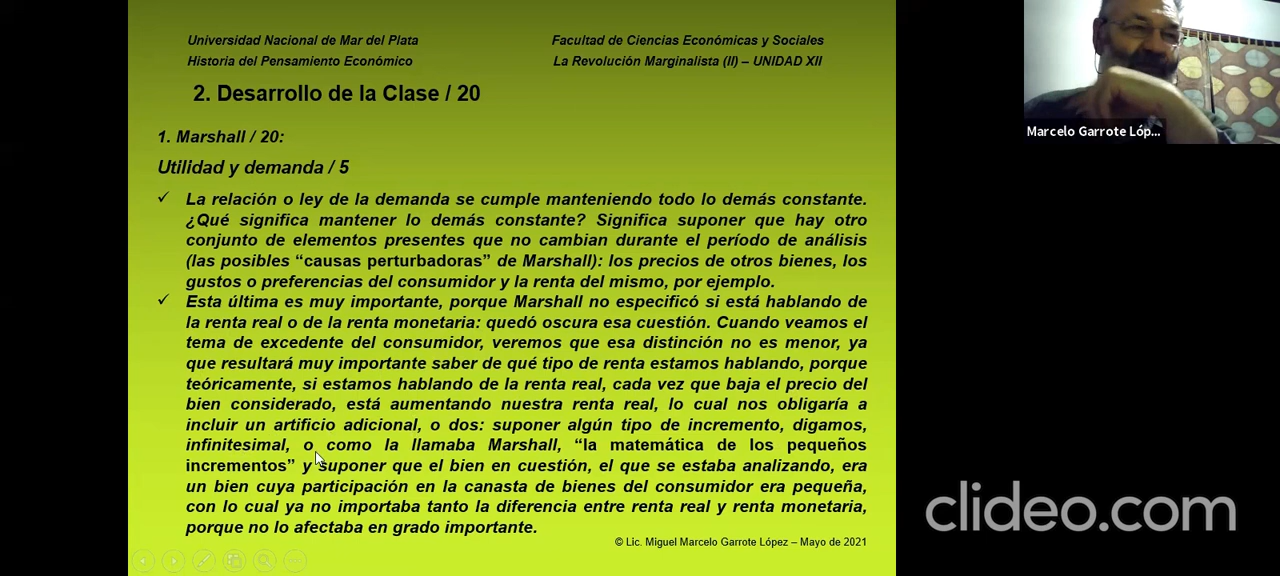 Universidad Nacional de Mar del Plata
Facultad de Ciencias Económicas y Sociales
Historia del Pensamiento Económico
La Revolución Marginalista (II) – UNIDAD XII
2. Desarrollo de la Clase / 20
1. Marshall / 20:
Utilidad y demanda / 5
✓ La relación o ley de la demanda se cumple manteniendo todo lo demás constante.
¿Qué significa mantener lo demás constante? Significa suponer que hay otro
conjunto de elementos presentes que no cambian durante el período de análisis
(las posibles “causas perturbadoras” de Marshall): los precios de otros bienes, los
gustos o preferencias del consumidor y la renta del mismo, por ejemplo.
✓ Esta última es muy importante, porque Marshall no especificó si está hablando de
la renta real o de la renta monetaria: quedó oscura esa cuestión. Cuando veamos el
tema de excedente del consumidor, veremos que esa distinción no es menor, ya
que resultará muy importante saber de qué tipo de renta estamos hablando, porque
teóricamente, si estamos hablando de la renta real, cada vez que baja el precio del
bien considerado, está aumentando nuestra renta real, lo cual nos obligaría a
incluir un artificio adicional, o dos: suponer algún tipo de incremento, digamos,
infinitesimal, o como la llamaba Marshall, “la matemática de los pequeños
incrementos” y suponer que el bien en cuestión, el que se estaba analizando, era
un bien cuya participación en la canasta de bienes del consumidor era pequeña,
con lo cual ya no importaba tanto la diferencia entre renta real y renta monetaria,
porque no lo afectaba en grado importante.
© Lic. Miguel Marcelo Garrote López – Mayo de 2021
Marcelo Garrote Lóp...
clideo.com